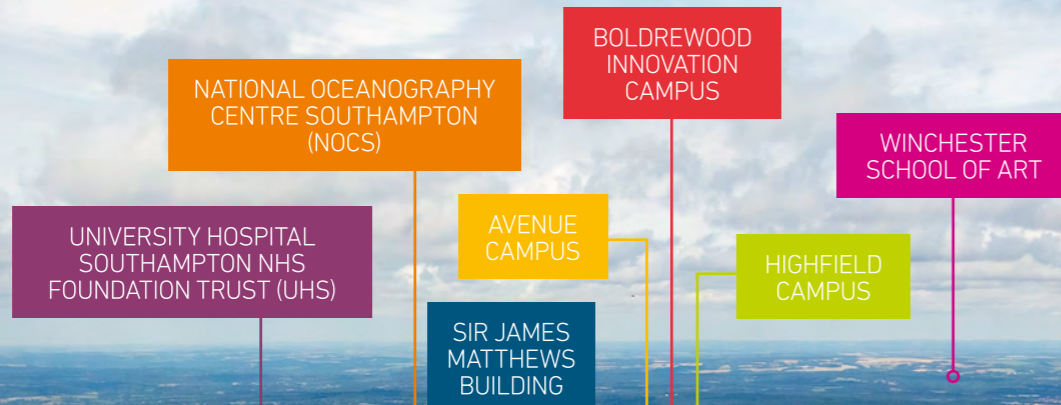 BOLDREWOOD
INNOVATION
CAMPUS
NATIONAL OCEANOGRAPHY
CENTRE SOUTHAMPTON
(NOCS)
WINCHESTER
SCHOOL OF ART
AVENUE
CAMPUS
UNIVERSITY HOSPITAL
SOUTHAMPTON NHS
FOUNDATION TRUST (UHS)
HIGHFIELD
CAMPUS
SIR JAMES
MATTHEWS
BUILDING